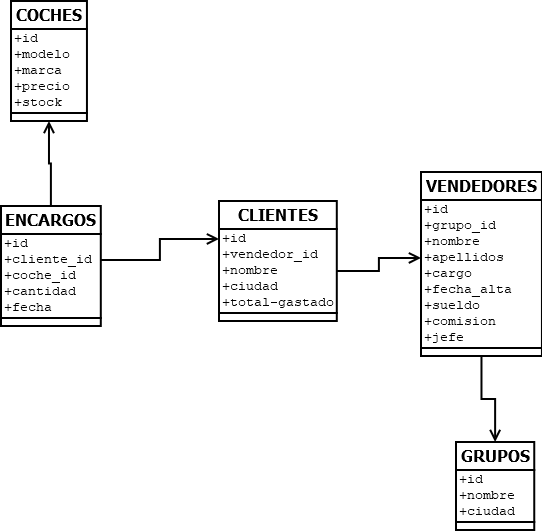 COCHES
+id
+modelo
+marca
+precio
+stock
ENCARGOS
+id
+cliente_id
+coche_id
+cantidad
+fecha
CLIENTES
+id
+vendedor_id
+nombre
+ciudad
+total-gastado
VENDEDORES
+id
+grupo_id
+nombre
+apellidos
+cargo
+fecha_alta
+sueldo
+comision
+jefe
GRUPOS
+id
+nombre
+ciudad